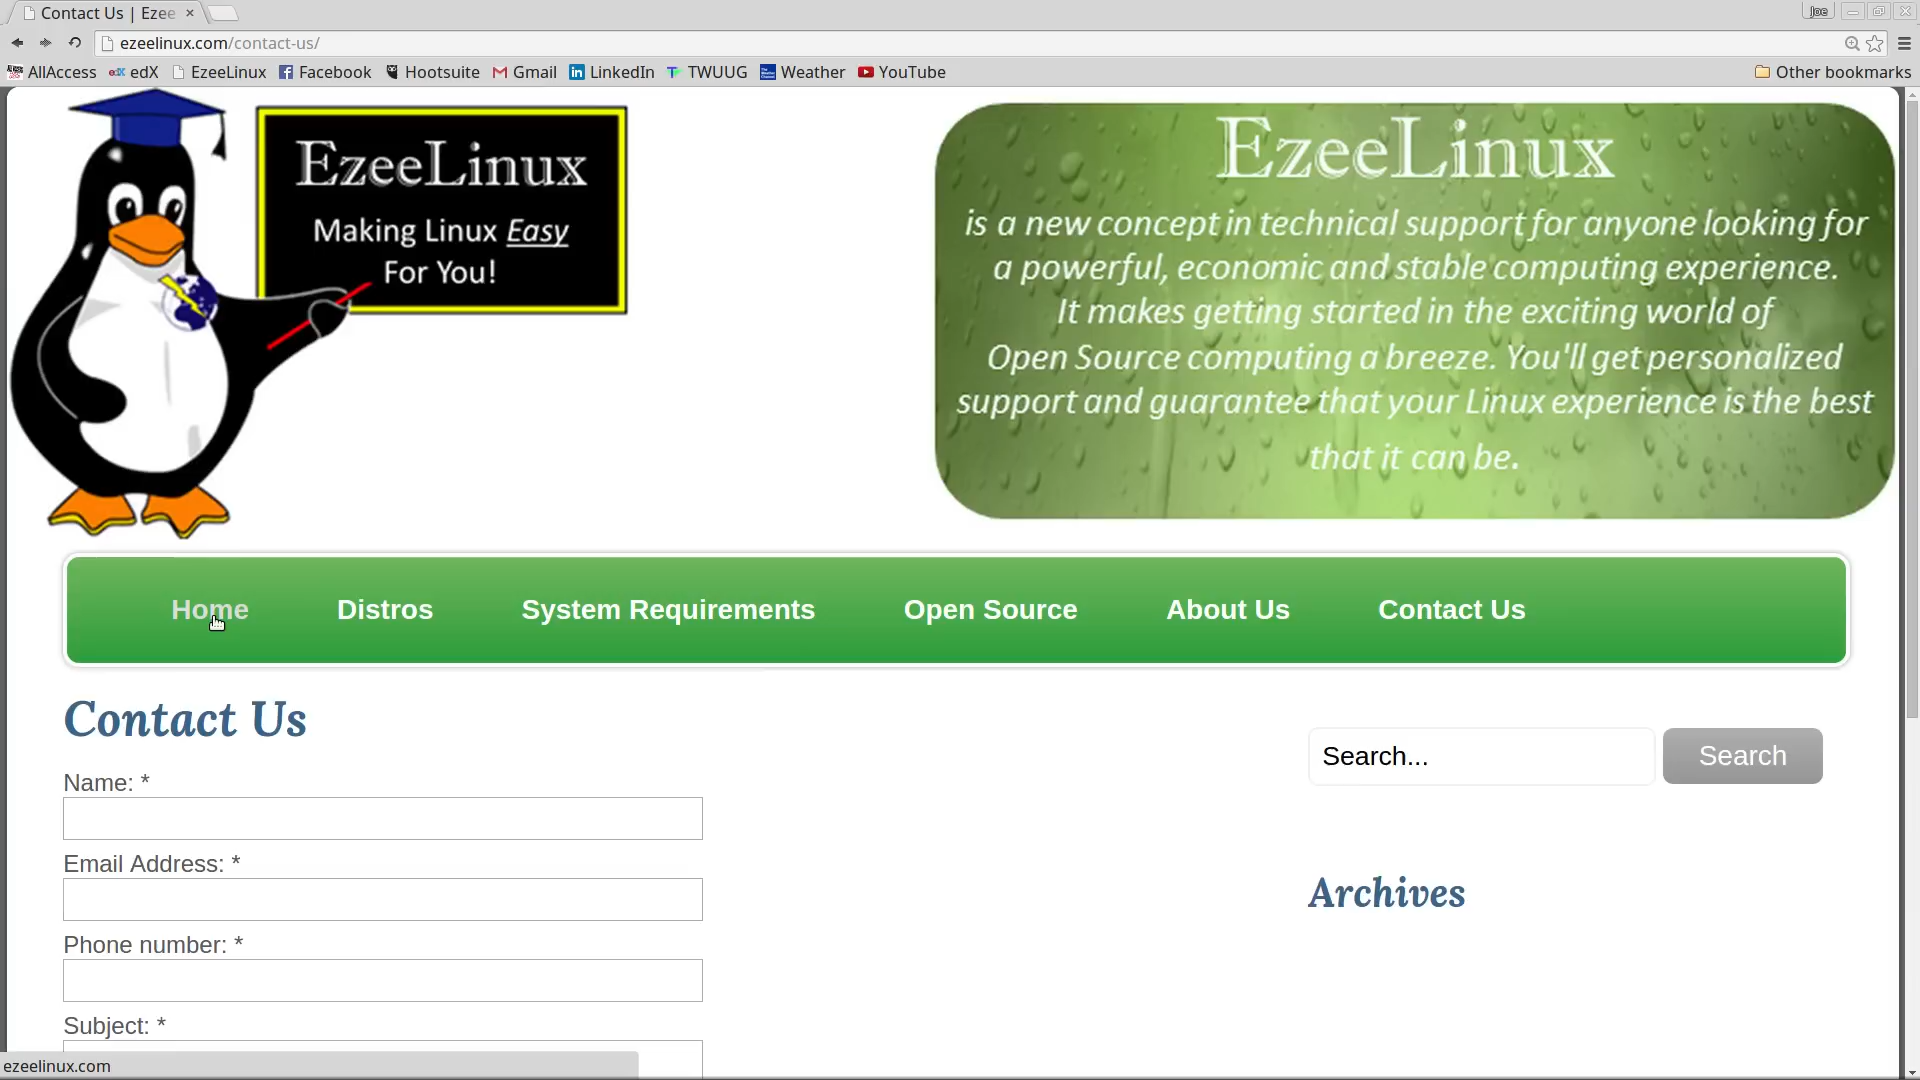 Contact Us | Ezee
Joe
ezeelinux.com/contact-us/
AllAccess edX EzeeLinux Facebook Hootsuite Gmail LinkedIn TWUUG Weather YouTube Other bookmarks
EzeeLinux
Making Linux Easy
For You!
EzeeLinux
is a new concept in technical support for anyone looking for
a powerful, economic and stable computing experience.
It makes getting started in the exciting world of
Open Source computing a breeze. You'll get personalized
support and guarantee that your Linux experience is the best
that it can be.
Home Distros System Requirements Open Source About Us Contact Us
Contact Us
Search... Search
Name: *
Email Address: *
Archives
Phone number: *
Subject: *
ezeelinux.com